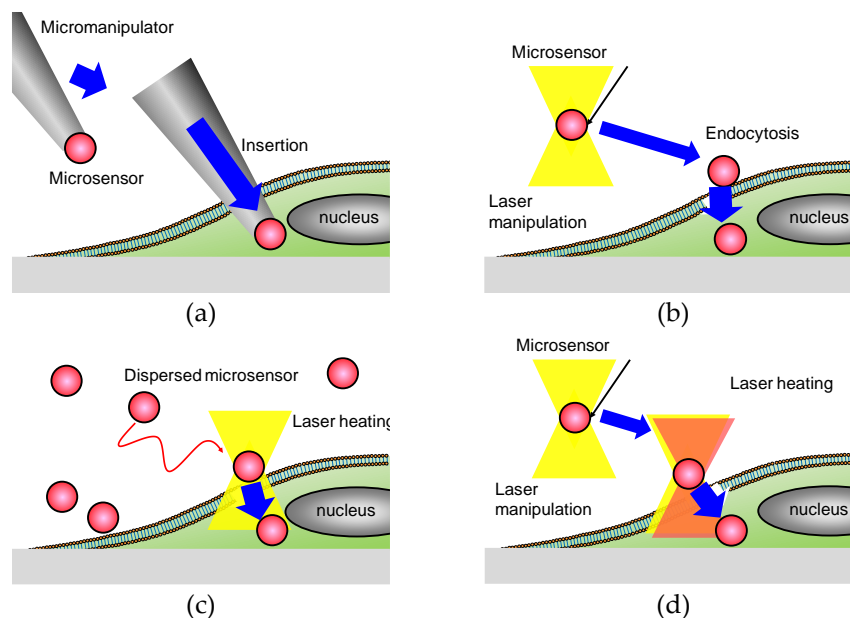 Micromanipulator
Microsensor
Insertion
nucleus
(a)
Microsensor
Endocytosis
Laser
manipulation
nucleus
(b)
Dispersed microsensor
Laser heating
nucleus
(c)
Microsensor
Laser heating
Laser
manipulation
nucleus
(d)